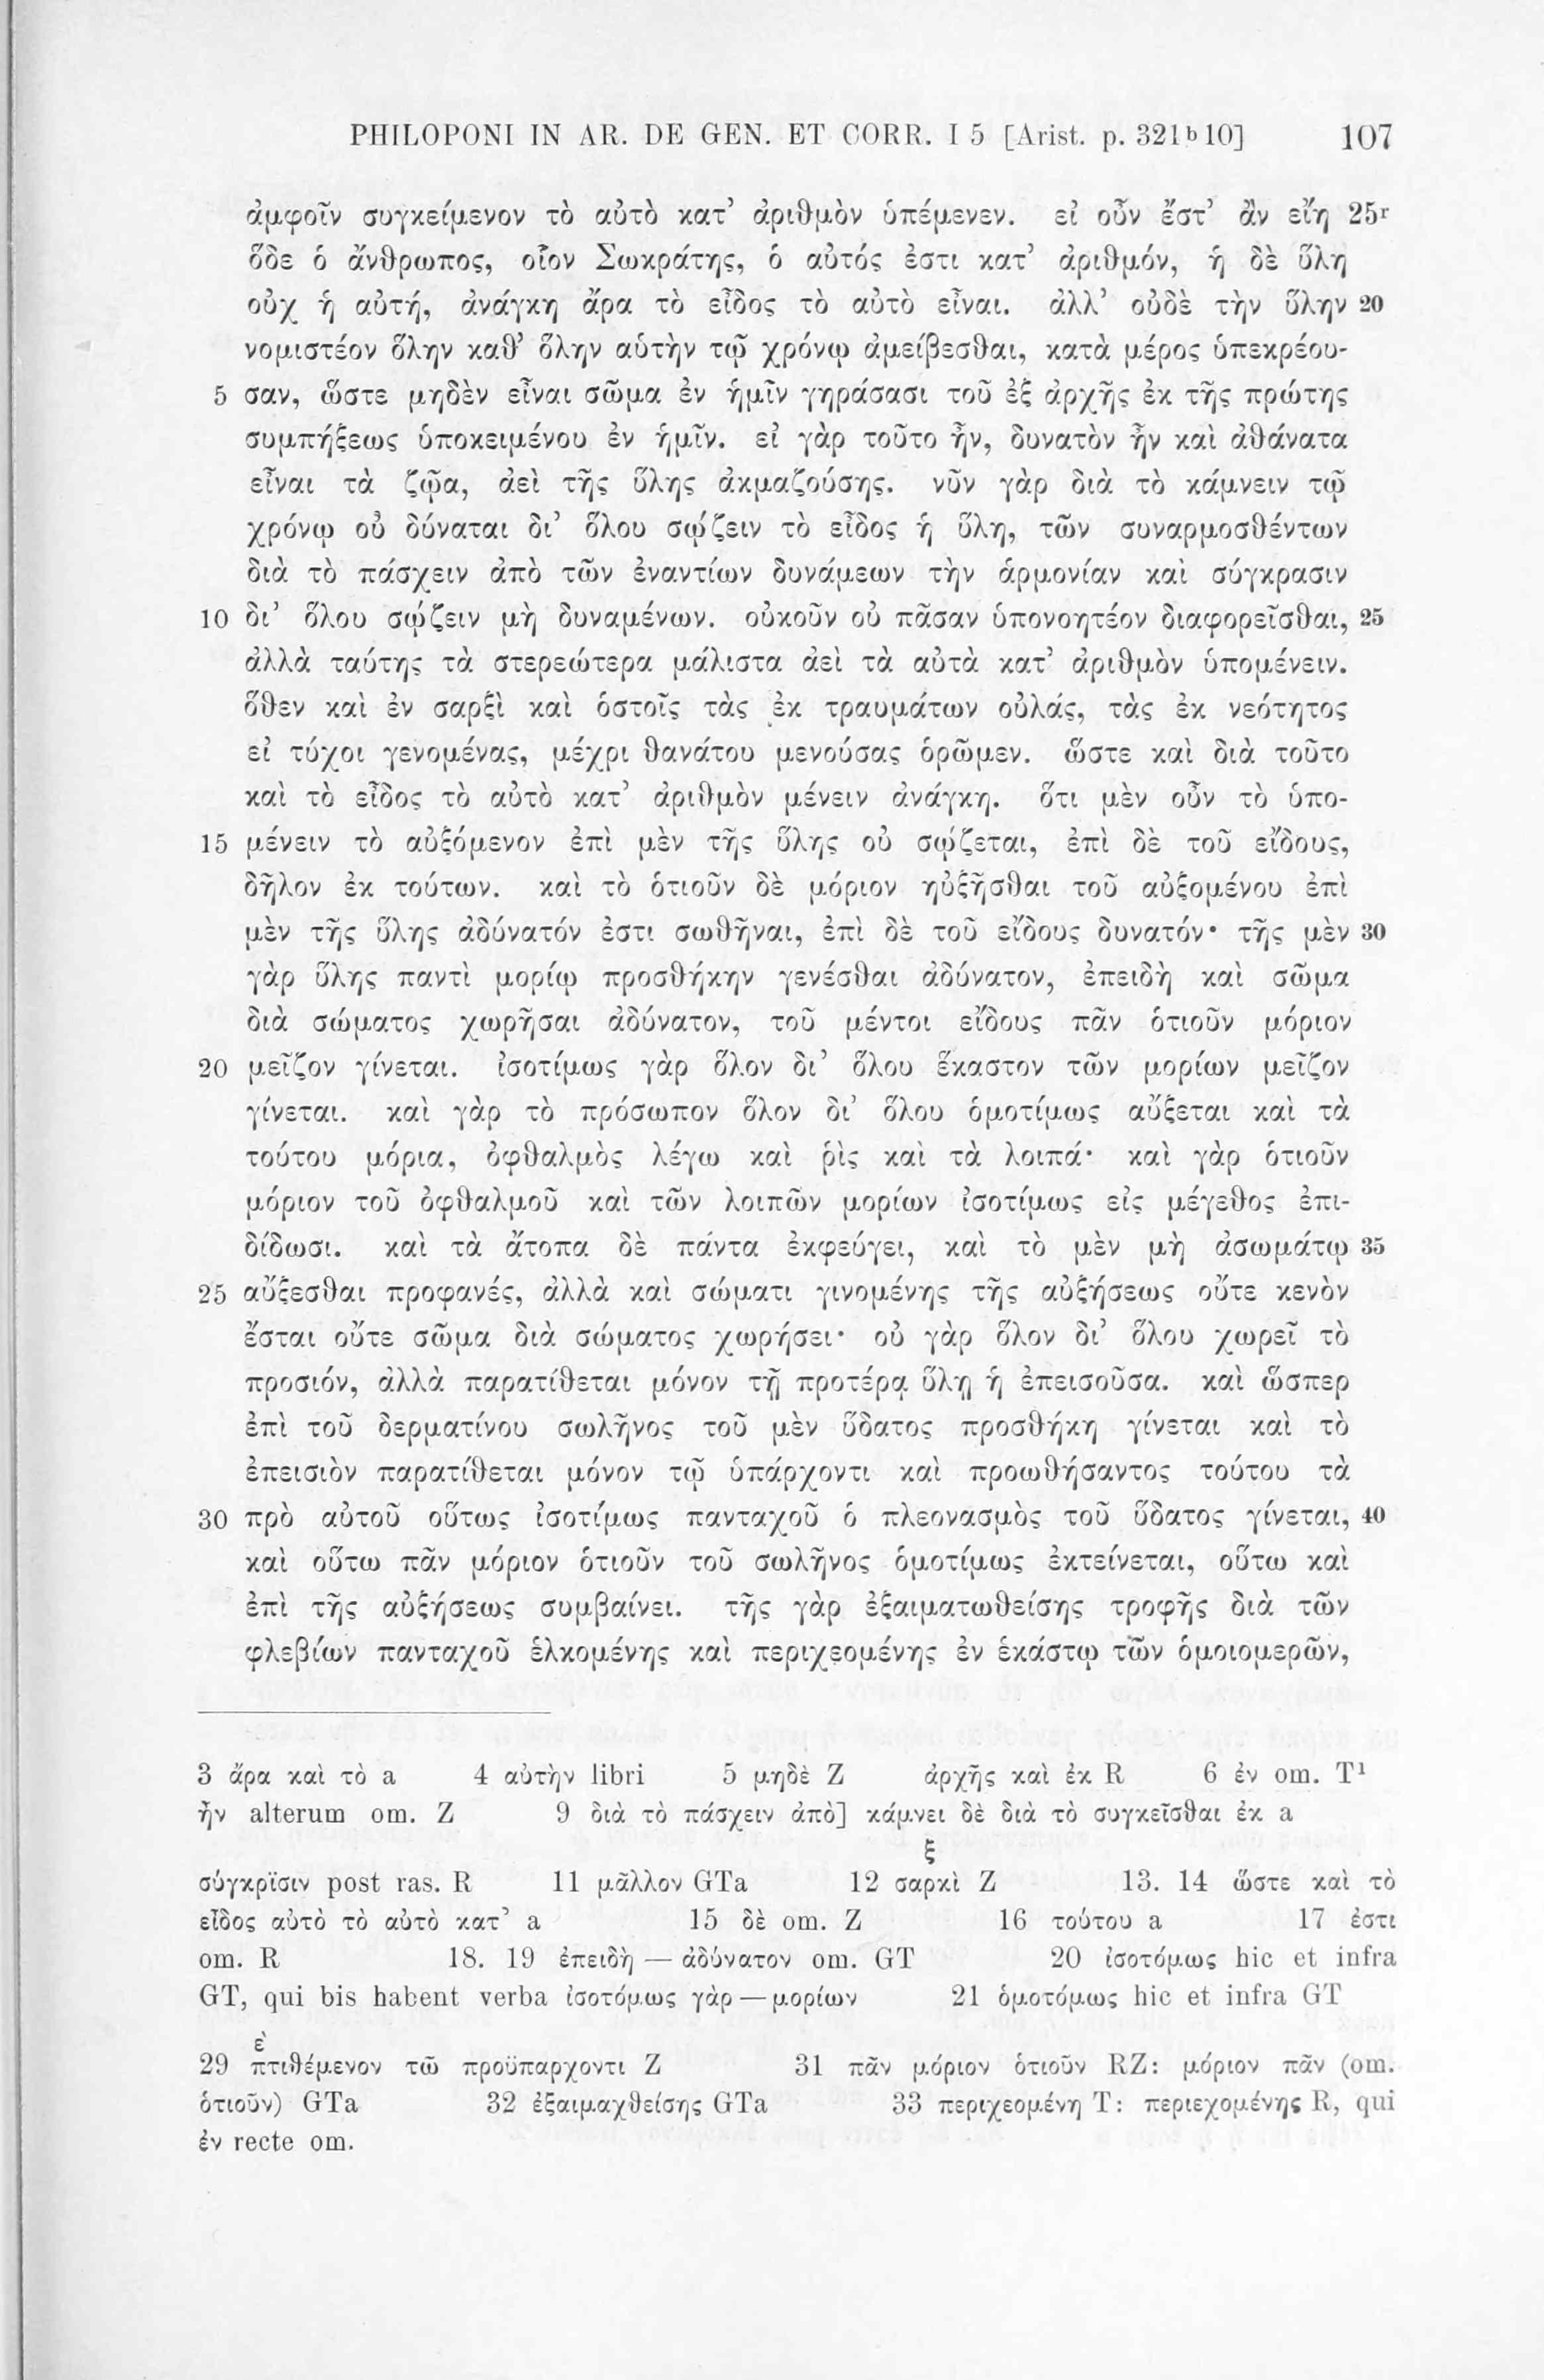 PHILOPONI IN AR. DE GEN. ET CORR. I 5 [Arist. p. 321b10] 107
ἀμφοῖν συγκείμενον τὸ αὐτὸ κατ’ ἀριθμὸν ὑπέμενεν. εἰ οὖν ἔστ’ ἂν εἴη 25r
ὅδε ὁ ἄνθρωπος, οἷον Σωκράτης, ὁ αὐτός ἐστι κατ’ ἀριθμόν, ἡ δὲ ὕλη
οὐχ ἡ αὐτή, ἀνάγκη ἄρα τὸ εἶδος τὸ αὐτὸ εἶναι. ἀλλ’ οὐδὲ τὴν ὕλην 20
νομιστέον ὅλην καθ’ ὅλην αὑτὴν τῷ χρόνῳ ἀμείβεσθαι, κατὰ μέρος ὑπεκρέου-
5 σαν, ὥστε μηδὲν εἶναι σῶμα ἐν ἡμῖν γηράσασι τοῦ ἐξ ἀρχῆς ἐκ τῆς πρώτης
συμπήξεως ὑποκειμένου ἐν ἡμῖν. εἰ γὰρ τοῦτο ἦν, δυνατὸν ἦν καὶ ἀθάνατα
εἶναι τὰ ζῷα, ἀεὶ τῆς ὕλης ἀκμαζούσης. νῦν γὰρ διὰ τὸ κάμνειν τῷ
χρόνῳ οὐ δύναται δι’ ὅλου σῴζειν τὸ εἶδος ἡ ὕλη, τῶν συναρμοσθέντων
διὰ τὸ πάσχειν ἀπὸ τῶν ἐναντίων δυνάμεων τὴν ἁρμονίαν καὶ σύγκρασιν
10 δι’ ὅλου σῴζειν μὴ δυναμένων. οὐκοῦν οὐ πᾶσαν ὑπονοητέον διαφορεῖσθαι, 25
ἀλλὰ ταύτης τὰ στερεώτερα μάλιστα ἀεὶ τὰ αὐτὰ κατ’ ἀριθμὸν ὑπομένειν.
ὅθεν καὶ ἐν σαρξὶ καὶ ὀστοῖς τὰς ἐκ τραυμάτων οὐλάς, τὰς ἐκ νεότητος
εἰ τύχοι γενομένας, μέχρι θανάτου μενούσας ὁρῶμεν. ὥστε καὶ διὰ τοῦτο
καὶ τὸ εἶδος τὸ αὐτὸ κατ’ ἀριθμὸν μένειν ἀνάγκη. ὅτι μὲν οὖν τὸ ὑπο-
15 μένειν τὸ αὐξόμενον ἐπὶ μὲν τῆς ὕλης οὐ σῴζεται, ἐπὶ δὲ τοῦ εἴδους,
δῆλον ἐκ τούτων. καὶ τὸ ὁτιοῦν δὲ μόριον ηὐξῆσθαι τοῦ αὐξομένου ἐπὶ
μὲν τῆς ὕλης ἀδύνατόν ἐστι σωθῆναι, ἐπὶ δὲ τοῦ εἴδους δυνατόν· τῆς μὲν 30
γὰρ ὕλης παντὶ μορίῳ προσθήκην γενέσθαι ἀδύνατον, ἐπειδὴ καὶ σῶμα
διὰ σώματος χωρῆσαι ἀδύνατον, τοῦ μέντοι εἴδους πᾶν ὁτιοῦν μόριον
20 μεῖζον γίνεται. ἰσοτίμως γὰρ ὅλον δι’ ὅλου ἕκαστον τῶν μορίων μεῖζον
γίνεται. καὶ γὰρ τὸ πρόσωπον ὅλον δι’ ὅλου ὁμοτίμως αὔξεται καὶ τὰ
τούτου μόρια, ὀφθαλμὸς λέγω καὶ ῥὶς καὶ τὰ λοιπά· καὶ γὰρ ὁτιοῦν
μόριον τοῦ ὀφθαλμοῦ καὶ τῶν λοιπῶν μορίων ἰσοτίμως εἰς μέγεθος ἐπι-
δίδωσι. καὶ τὰ ἄτοπα δὲ πάντα ἐκφεύγει, καὶ τὸ μὲν μὴ ἀσωμάτῳ 35
25 αὔξεσθαι προφανές, ἀλλὰ καὶ σώματι γινομένης τῆς αὐξήσεως οὔτε κενὸν
ἔσται οὔτε σῶμα διὰ σώματος χωρήσει· οὐ γὰρ ὅλον δι’ ὅλου χωρεῖ τὸ
προσιόν, ἀλλὰ παρατίθεται μόνον τῇ προτέρᾳ ὕλῃ ἡ ἐπεισοῦσα. καὶ ὥσπερ
ἐπὶ τοῦ δερματίνου σωλῆνος τοῦ μὲν ὕδατος προσθήκη γίνεται καὶ τὸ
ἐπεισιὸν παρατίθεται μόνον τῷ ὑπάρχοντι καὶ προωθήσαντος τούτου τὰ
30 πρὸ αὐτοῦ οὕτως ἰσοτίμως πανταχοῦ ὁ πλεονασμὸς τοῦ ὕδατος γίνεται, 40
καὶ οὕτω πᾶν μόριον ὁτιοῦν τοῦ σωλῆνος ὁμοτίμως ἐκτείνεται, οὕτω καὶ
ἐπὶ τῆς αὐξήσεως συμβαίνει. τῆς γὰρ ἐξαιματωθείσης τροφῆς διὰ τῶν
φλεβίων πανταχοῦ ἑλκομένης καὶ περιχεομένης ἐν ἑκάστῳ τῶν ὁμοιομερῶν,
3 ἄρα καὶ τὸ a 4 αὐτὴν libri 5 μηδὲ Z ἀρχῆς καὶ ἐκ R 6 ἐν om. T¹
ἦν alterum om. Z 9 διὰ τὸ πάσχειν ἀπὸ] κάμνει δὲ διὰ τὸ συγκεῖσθαι ἐκ a
ξ
σύγκρϊσιν post ras. R 11 μᾶλλον GTa 12 σαρκὶ Z 13. 14 ὥστε καὶ τὸ
εἶδος αὐτὸ τὸ αὐτὸ κατ’ a 15 δὲ om. Z 16 τούτου a 17 ἐστι
om. R 18. 19 ἐπειδὴ — ἀδύνατον om. GT 20 ἰσοτόμως hic et infra
GT, qui bis habent verba ἰσοτόμως γὰρ — μορίων 21 ὁμοτόμως hic et infra GT
ἐ
29 πτιθέμενον τῶ προϋπαρχοντι Z 31 πᾶν μόριον ὁτιοῦν RZ: μόριον πᾶν (om.
ὁτιοῦν) GTa 32 ἐξαιμαχθείσης GTa 33 περιχεομένη T: περιεχομένης R, qui
ἐν recte om.